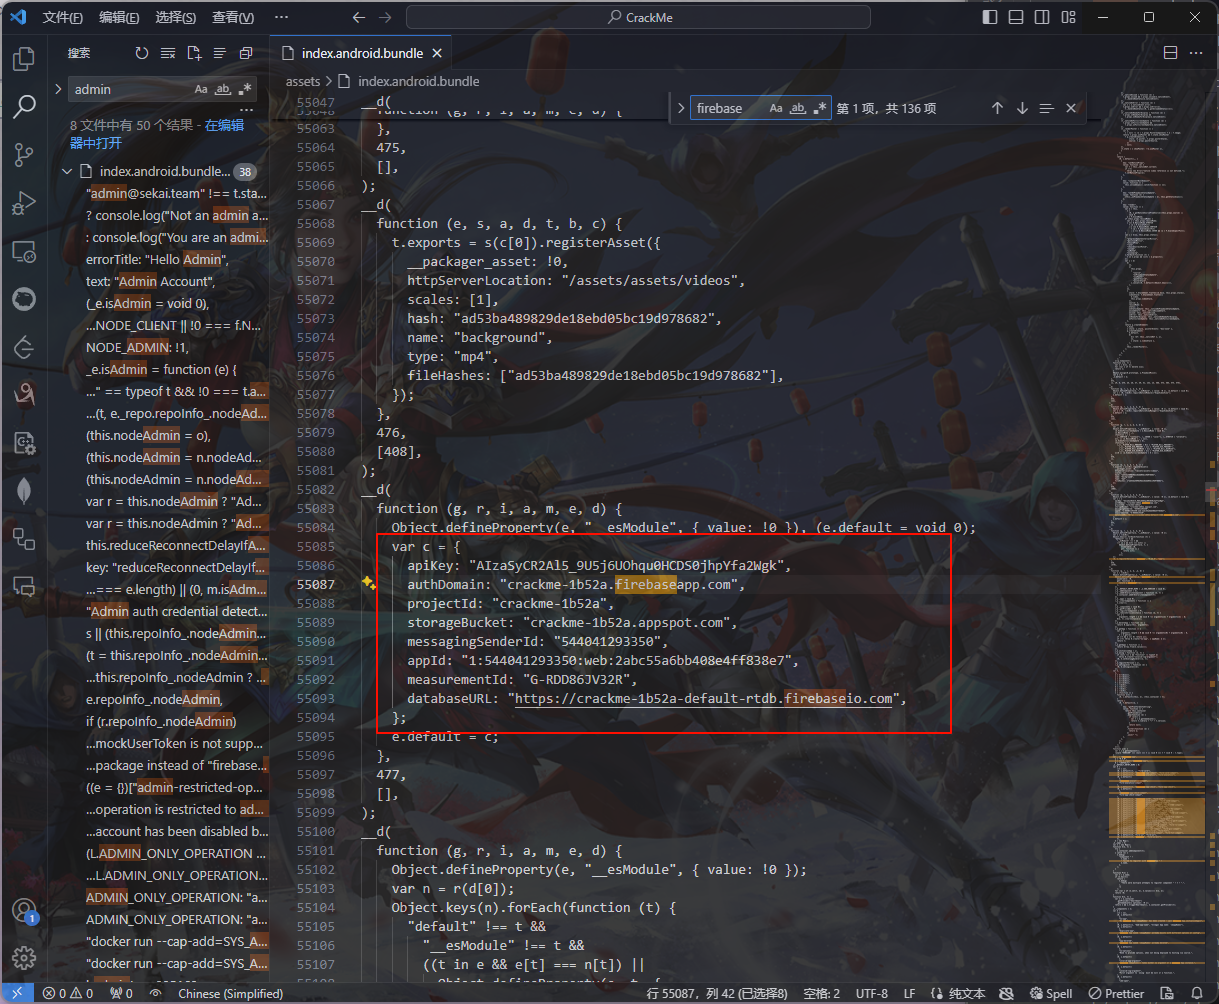 文件(F) 编辑(E) 选择(S) 查看(V) ··· CrackMe
搜索
admin Aa ab .*
···
8 文件中有 50 个结果 - 在编辑
器中打开
index.android.bundle... 38
"admin@sekai.team" !== t.sta...
? console.log("Not an admin a...
: console.log("You are an admi...
errorTitle: "Hello Admin",
text: "Admin Account",
(_e.isAdmin = void 0),
...NODE_CLIENT || !0 === f.N...
NODE_ADMIN: !1,
_e.isAdmin = function (e) {
..." == typeof t && !0 === t.a...
...(t, e._repo.repoInfo_.nodeAd...
(this.nodeAdmin = o),
(this.nodeAdmin = n.nodeAd...
(this.nodeAdmin = n.nodeAd...
var r = this.nodeAdmin ? "Ad...
var r = this.nodeAdmin ? "Ad...
this.reduceReconnectDelayIfA...
key: "reduceReconnectDelayIf...
...=== e.length) || (0, m.isAdm...
"Admin auth credential detect...
s || (this.repoInfo_.nodeAdmin...
(t = this.repoInfo_.nodeAdmin...
...this.repoInfo_.nodeAdmin ? ...
e.repoInfo_.nodeAdmin,
if (r.repoInfo_.nodeAdmin)
...mockUserToken is not supp...
...package instead of "firebase...
((e = {})["admin-restricted-op...
...operation is restricted to ad...
...account has been disabled b...
(L.ADMIN_ONLY_OPERATION ...
...L.ADMIN_ONLY_OPERATION...
ADMIN_ONLY_OPERATION: "a...
ADMIN_ONLY_OPERATION: "a...
"docker run --cap-add=SYS_A...
"docker run --cap-add=SYS_A...
index.android.bundle
assets > index.android.bundle
firebase Aa ab .* 第 1 项，共 136 项
55047 __d(
55048 function (g, r, i, a, m, e, d) {
55063 },
55064 475,
55065 [],
55066 );
55067 __d(
55068 function (e, s, a, d, t, b, c) {
55069 t.exports = s(c[0]).registerAsset({
55070 __packager_asset: !0,
55071 httpServerLocation: "/assets/assets/videos",
55072 scales: [1],
55073 hash: "ad53ba489829de18ebd05bc19d978682",
55074 name: "background",
55075 type: "mp4",
55076 fileHashes: ["ad53ba489829de18ebd05bc19d978682"],
55077 });
55078 },
55079 476,
55080 [408],
55081 );
55082 __d(
55083 function (g, r, i, a, m, e, d) {
55084 Object.defineProperty(e, "__esModule", { value: !0 }), (e.default = void 0);
55085 var c = {
55086 apiKey: "AIzaSyCR2Al5_9U5j6UOhqu0HCDS0jhpYfa2Wgk",
55087 authDomain: "crackme-1b52a.firebaseapp.com",
55088 projectId: "crackme-1b52a",
55089 storageBucket: "crackme-1b52a.appspot.com",
55090 messagingSenderId: "544041293350",
55091 appId: "1:544041293350:web:2abc55a6bb408e4ff838e7",
55092 measurementId: "G-RDD86JV32R",
55093 databaseURL: "https://crackme-1b52a-default-rtdb.firebaseio.com",
55094 };
55095 e.default = c;
55096 },
55097 477,
55098 [],
55099 );
55100 __d(
55101 function (g, r, i, a, m, e, d) {
55102 Object.defineProperty(e, "__esModule", { value: !0 });
55103 var n = r(d[0]);
55104 Object.keys(n).forEach(function (t) {
55105 "default" !== t &&
55106 "__esModule" !== t &&
55107 ((t in e && e[t] === n[t]) ||
1
0 0 0 Chinese (Simplified) 行 55087，列 42 (已选择8) 空格: 2 UTF-8 LF 纯文本 Spell Prettier